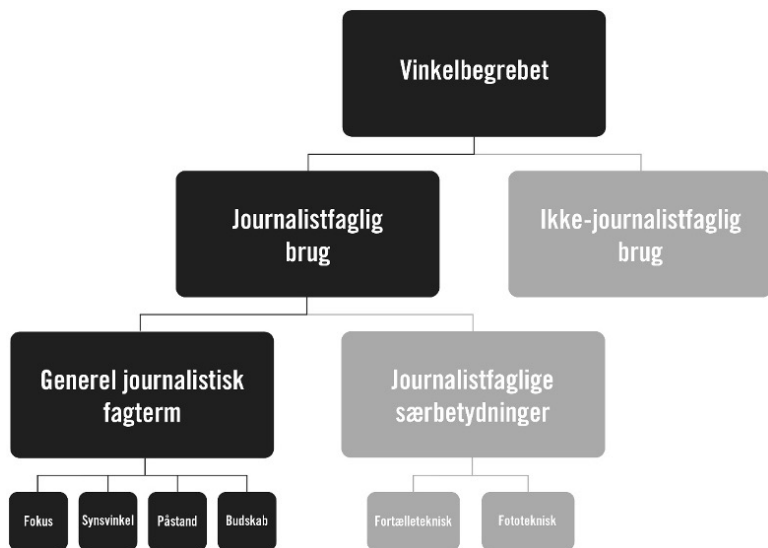 Vinkelbegrebet
Journalistfaglig
brug
Ikke-journalistfaglig
brug
Generel journalistisk
fagterm
Journalistfaglige
særbetydninger
Fokus
Synsvinkel
Påstand
Budskab
Fortælleteknisk
Fototeknisk